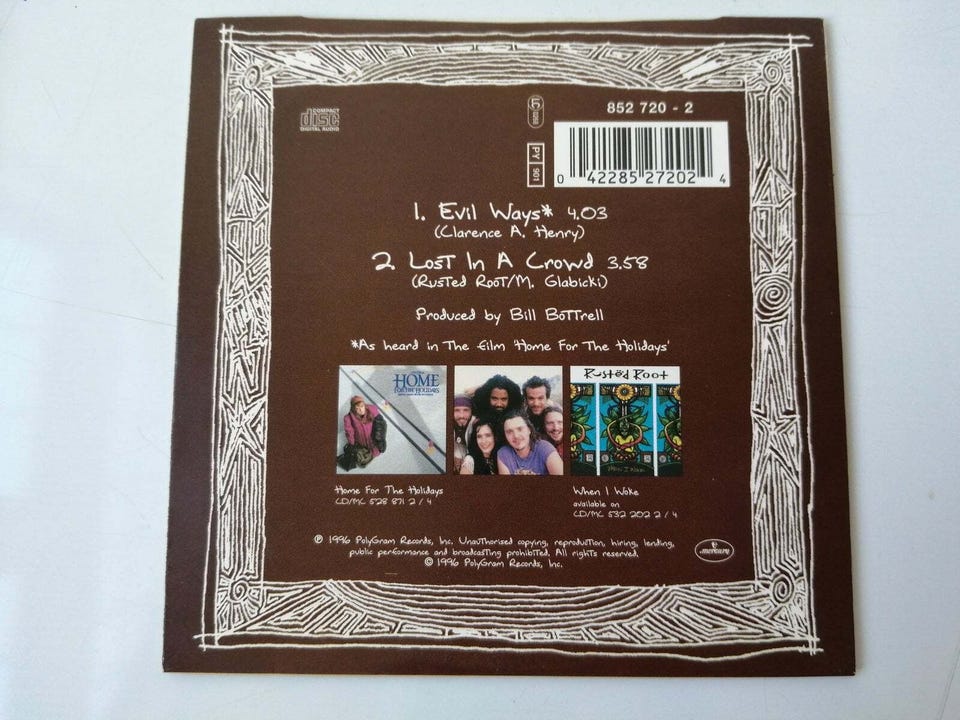 COMPACT
disc
DIGITAL AUDIO
LC
0268
PY 901
852 720 - 2
0 42285 27202 4
1. Evil Ways* 4.03
(Clarence A. Henry)
2 Lost In A Crowd 3.58
(Rusted Root/M. Glabicki)
Produced by Bill Bottrell
*As heard in The film 'Home For The Holidays'
HOME
FOR THE HOLIDAYS
Rusted Root
When I Woke
Home For The Holidays
CD/MC 528 871 2 / 4
When I Woke
available on
CD/MC 532 202 2 / 4
℗ 1996 PolyGram Records, Inc. Unauthorised copying, reproduction, hiring, lending,
public performance and broadcasting prohibited. All rights reserved.
© 1996 PolyGram Records, Inc.
mercury